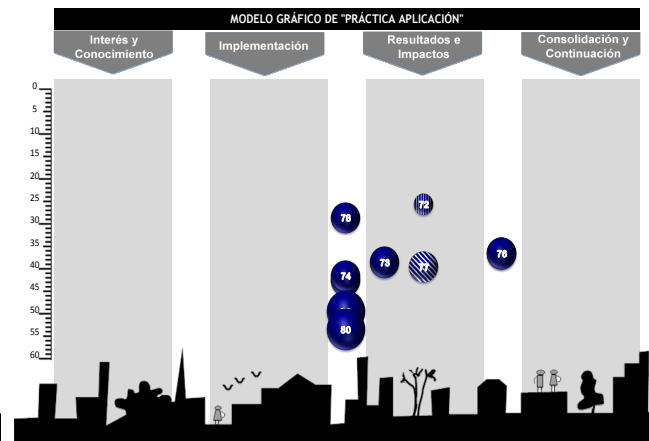 MODELO GRÁFICO DE "PRÁCTICA APLICACIÓN"
Interés y
Conocimiento
Implementación
Resultados e
Impactos
Consolidación y
Continuación
0
5
10
15
20
25
30
35
40
45
50
55
60
72
78
76
73
77
74
80